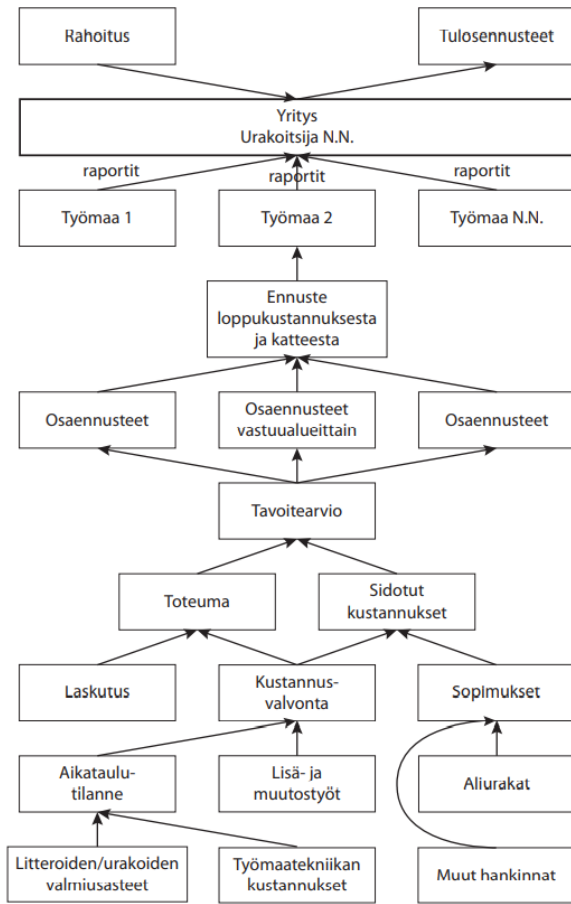 Rahoitus
Tulosennusteet
Yritys
Urakoitsija N.N.
raportit
raportit
raportit
Työmaa 1
Työmaa 2
Työmaa N.N.
Ennuste
loppukustannuksesta
ja katteesta
Osaennusteet
Osaennusteet
vastuualueittain
Osaennusteet
Tavoitearvio
Toteuma
Sidotut
kustannukset
Laskutus
Kustannus-
valvonta
Sopimukset
Aikataulu-
tilanne
Lisä- ja
muutostyöt
Aliurakat
Litteroiden/urakoiden
valmiusasteet
Työmaatekniikan
kustannukset
Muut hankinnat